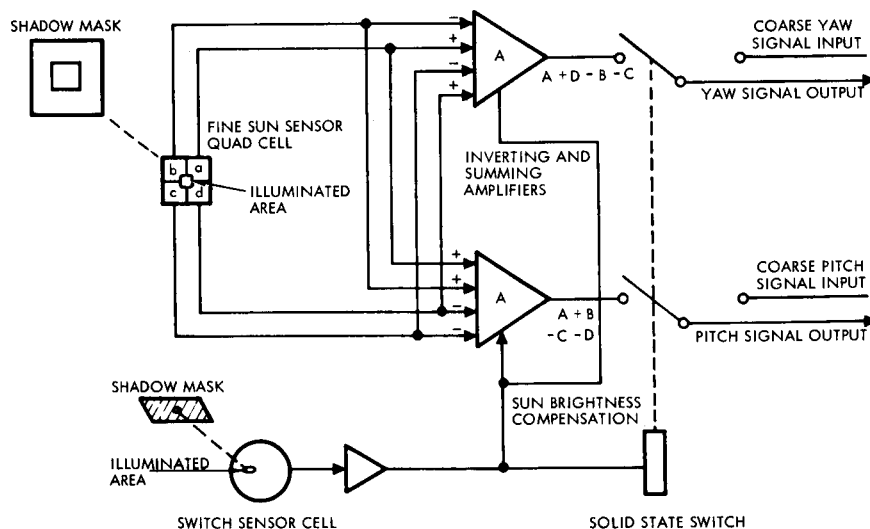 SHADOW MASK
FINE SUN SENSOR
QUAD CELL
b a
c d
ILLUMINATED
AREA
−
+
−
+
A
A + D − B − C
COARSE YAW
SIGNAL INPUT
YAW SIGNAL OUTPUT
INVERTING AND
SUMMING
AMPLIFIERS
+
+
−
−
A
A + B
-C -D
COARSE PITCH
SIGNAL INPUT
PITCH SIGNAL OUTPUT
SUN BRIGHTNESS
COMPENSATION
SHADOW MASK
ILLUMINATED
AREA
SWITCH SENSOR CELL
SOLID STATE SWITCH